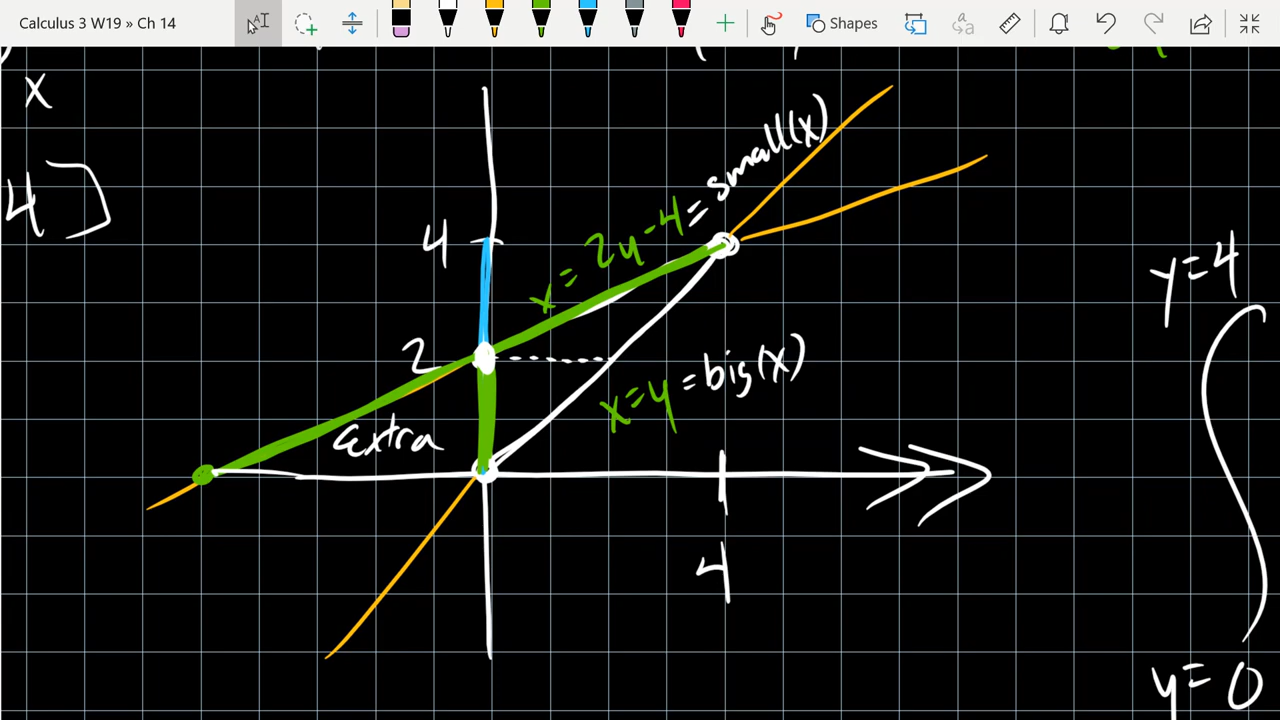 Calculus 3 W19 » Ch 14
Shapes
x
4]
4
x = 2y - 4 = small(x)
2
x = y = big(x)
Extra
4
y = 4
y = 0